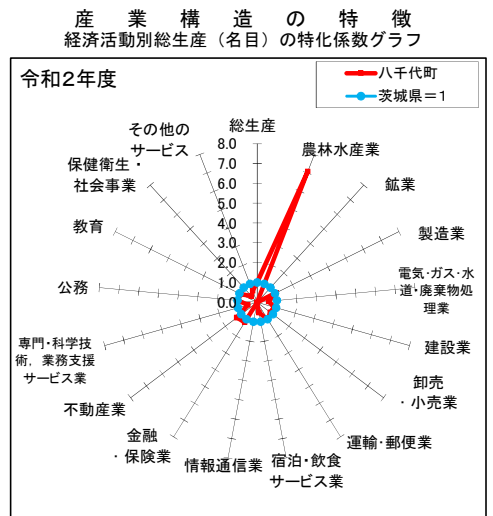 産業構造の特徴
経済活動別総生産（名目）の特化係数グラフ
令和2年度
八千代町
茨城県＝1
総生産
農林水産業
鉱業
製造業
電気・ガス・水
道・廃棄物処
理業
建設業
卸売
・小売業
運輸・郵便業
宿泊・飲食
サービス業
情報通信業
金融
・保険業
不動産業
専門・科学技
術，業務支援
サービス業
公務
教育
保健衛生・
社会事業
その他の
サービス
8.0
7.0
6.0
5.0
4.0
3.0
2.0
1.0
0.0